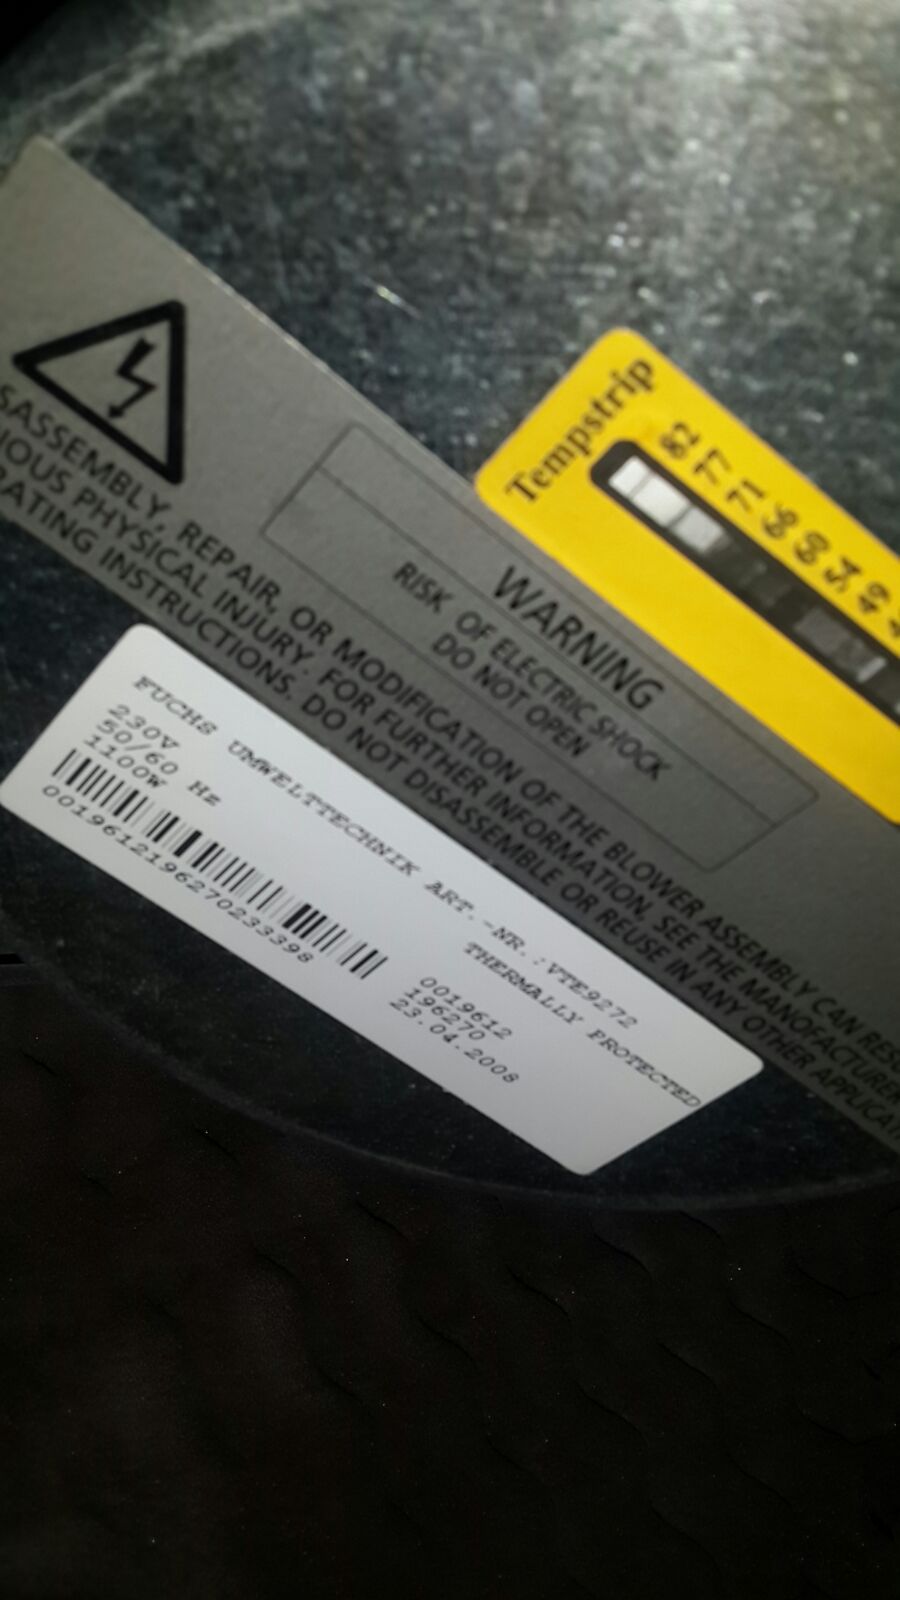 Tempstrip
82
77
71
66
60
54
49
WARNING
RISK OF ELECTRIC SHOCK
DO NOT OPEN
SASSEMBLY, REPAIR, OR MODIFICATION OF THE BLOWER ASSEMBLY CAN RESU
IOUS PHYSICAL INJURY. FOR FURTHER INFORMATION, SEE THE MANUFACTURER
RATING INSTRUCTIONS. DO NOT DISASSEMBLE OR REUSE IN ANY OTHER APPLICATI
FUCHS UMWELTTECHNIK ART.-NR.:VTE9272
230V THERMALLY PROTECTED
50/60 Hz
1100W
0019612
196270
23.04.2008
0019612196270233398